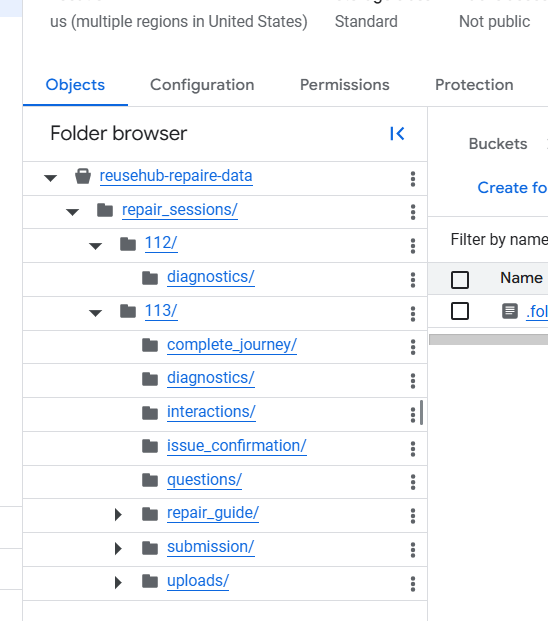 us (multiple regions in United States) Standard Not public
Objects Configuration Permissions Protection
Folder browser
reusehub-repaire-data
repair_sessions/
112/
diagnostics/
113/
complete_journey/
diagnostics/
interactions/
issue_confirmation/
questions/
repair_guide/
submission/
uploads/
Buckets
Create fo
Filter by name
Name
.fol